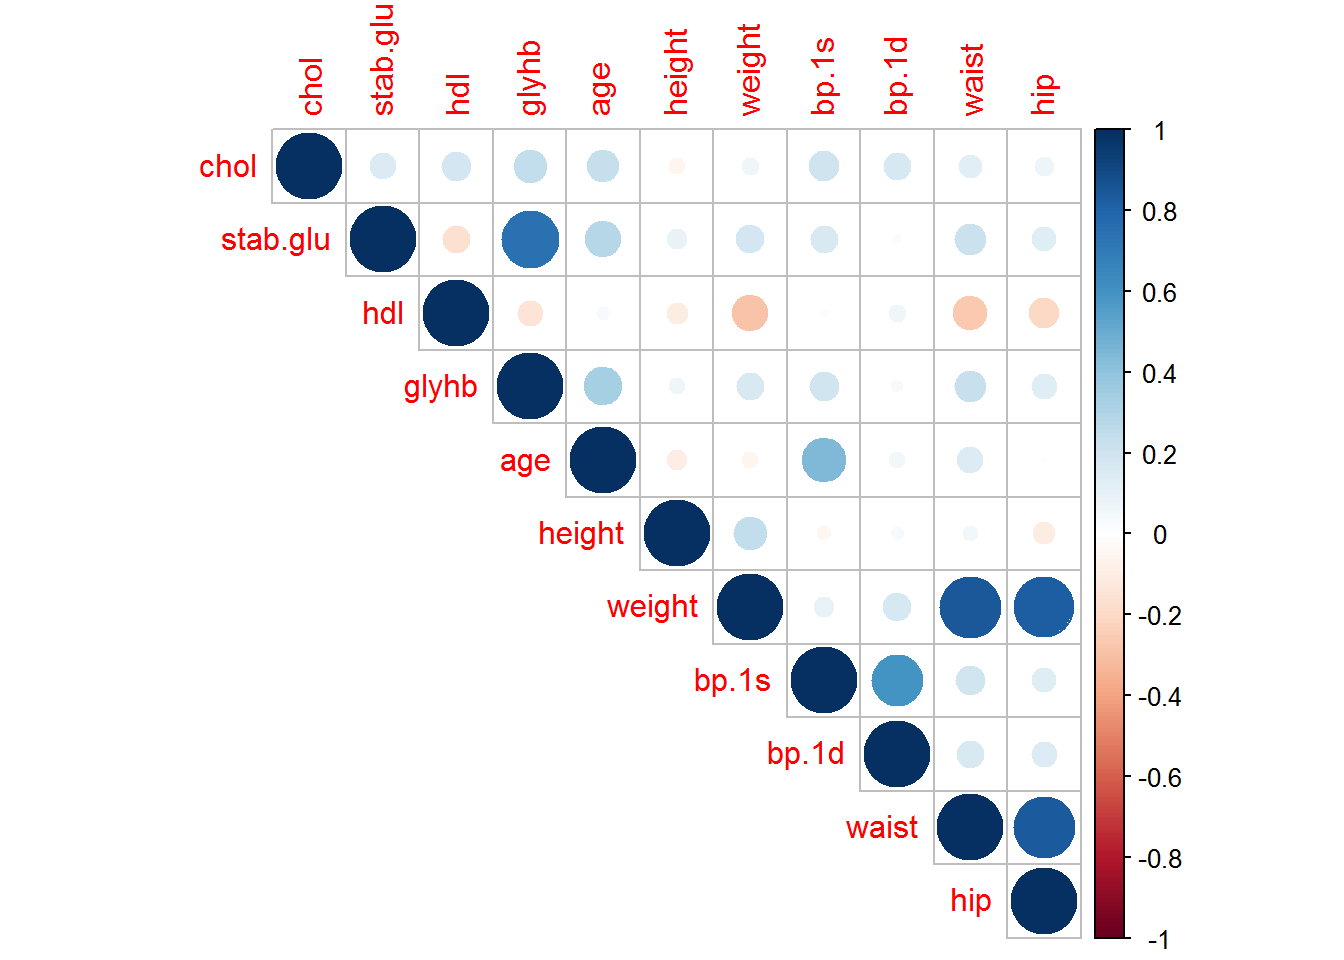 chol
stab.glu
hdl
glyhb
age
height
weight
bp.1s
bp.1d
waist
hip
chol
stab.glu
hdl
glyhb
age
height
weight
bp.1s
bp.1d
waist
hip
1
0.8
0.6
0.4
0.2
0
-0.2
-0.4
-0.6
-0.8
-1